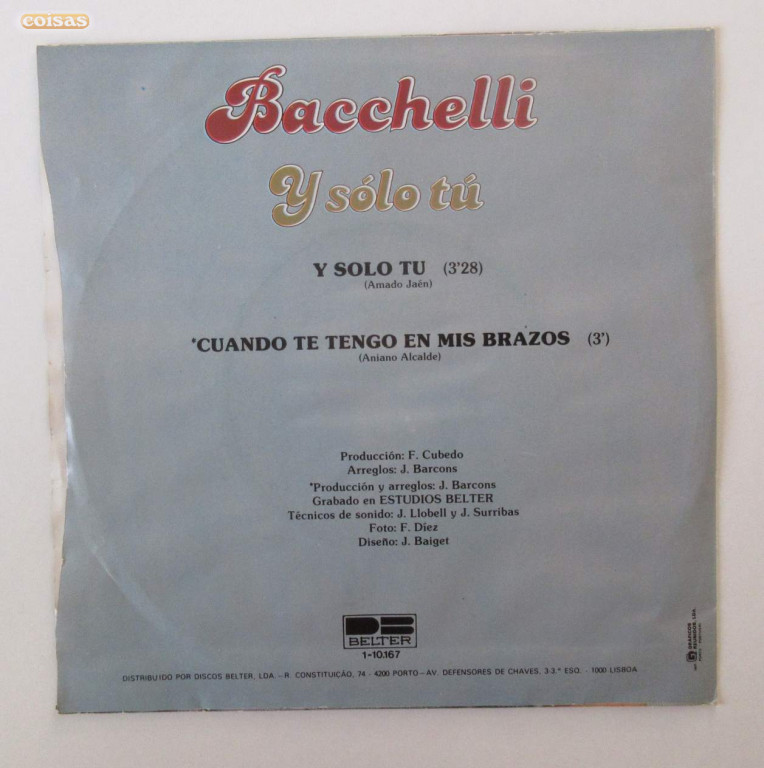 coisas
Bacchelli
Y sólo tú
Y SOLO TU (3'28)
(Amado Jaén)
*CUANDO TE TENGO EN MIS BRAZOS (3')
(Aniano Alcalde)
Producción: F. Cubedo
Arreglos: J. Barcons
*Producción y arreglos: J. Barcons
Grabado en ESTUDIOS BELTER
Técnicos de sonido: J. Llobell y J. Surribas
Foto: F. Díez
Diseño: J. Baiget
BELTER
1-10.167
DISTRIBUIDO POR DISCOS BELTER, LDA. - R. CONSTITUIÇÃO, 74 - 4200 PORTO - AV. DEFENSORES DE CHAVES, 3-3.º ESQ. - 1000 LISBOA
GRÁFICOS